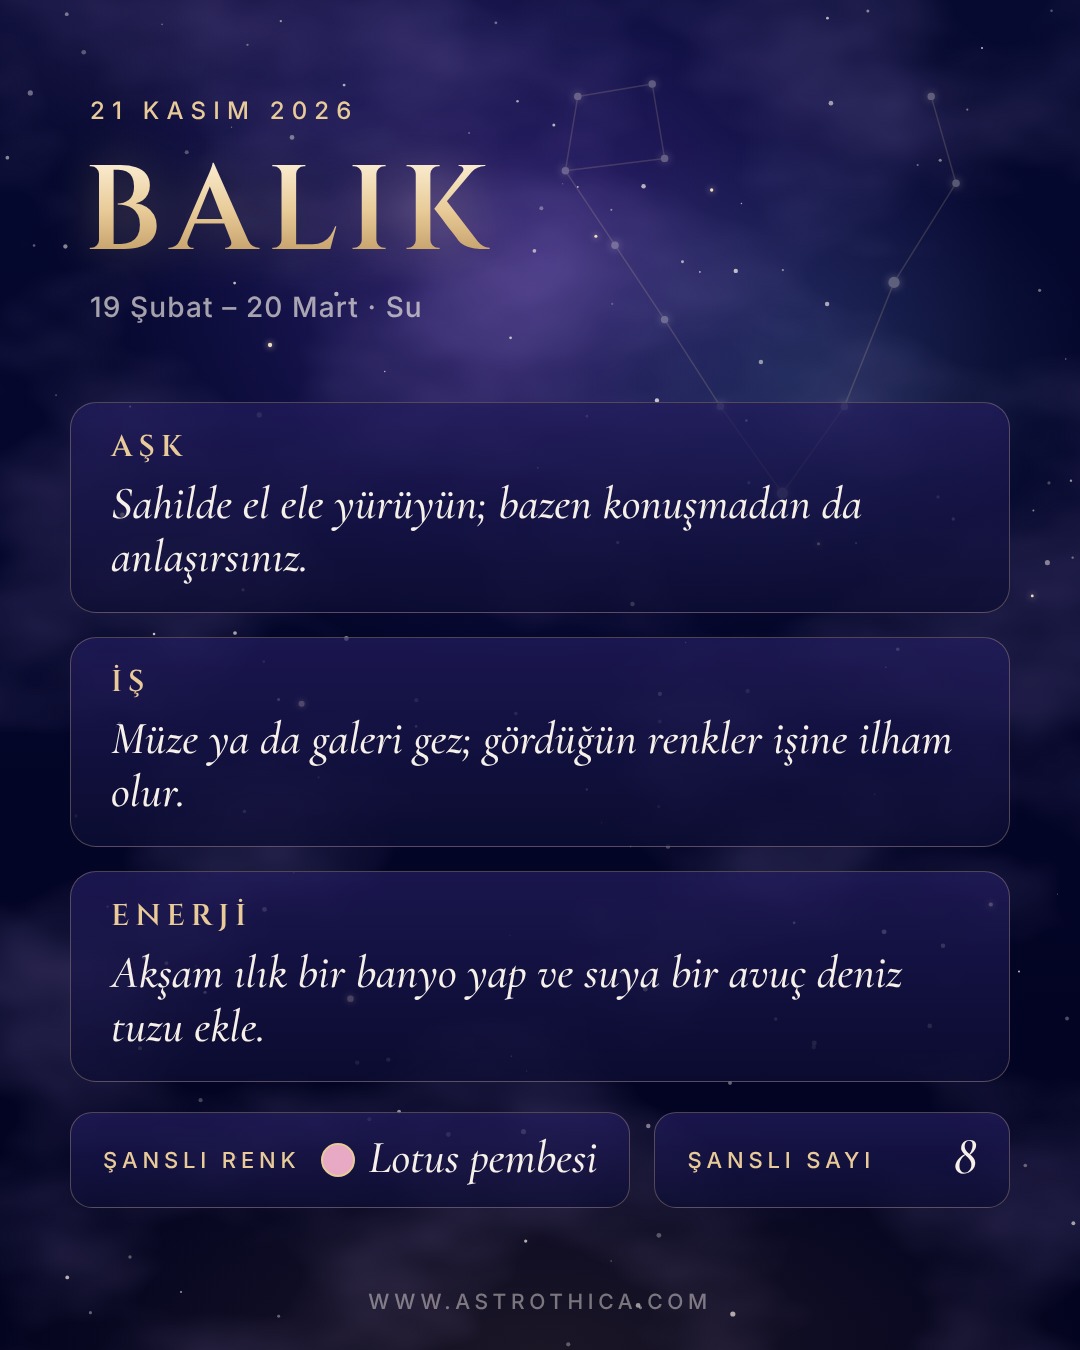 21 KASIM 2026
BALIK
19 Şubat – 20 Mart · Su
AŞK
Sahilde el ele yürüyün; bazen konuşmadan da
anlaşırsınız.
İŞ
Müze ya da galeri gez; gördüğün renkler işine ilham
olur.
ENERJİ
Akşam ılık bir banyo yap ve suya bir avuç deniz
tuzu ekle.
ŞANSLI RENK Lotus pembesi
ŞANSLI SAYI 8
WWW.ASTROTHICA.COM